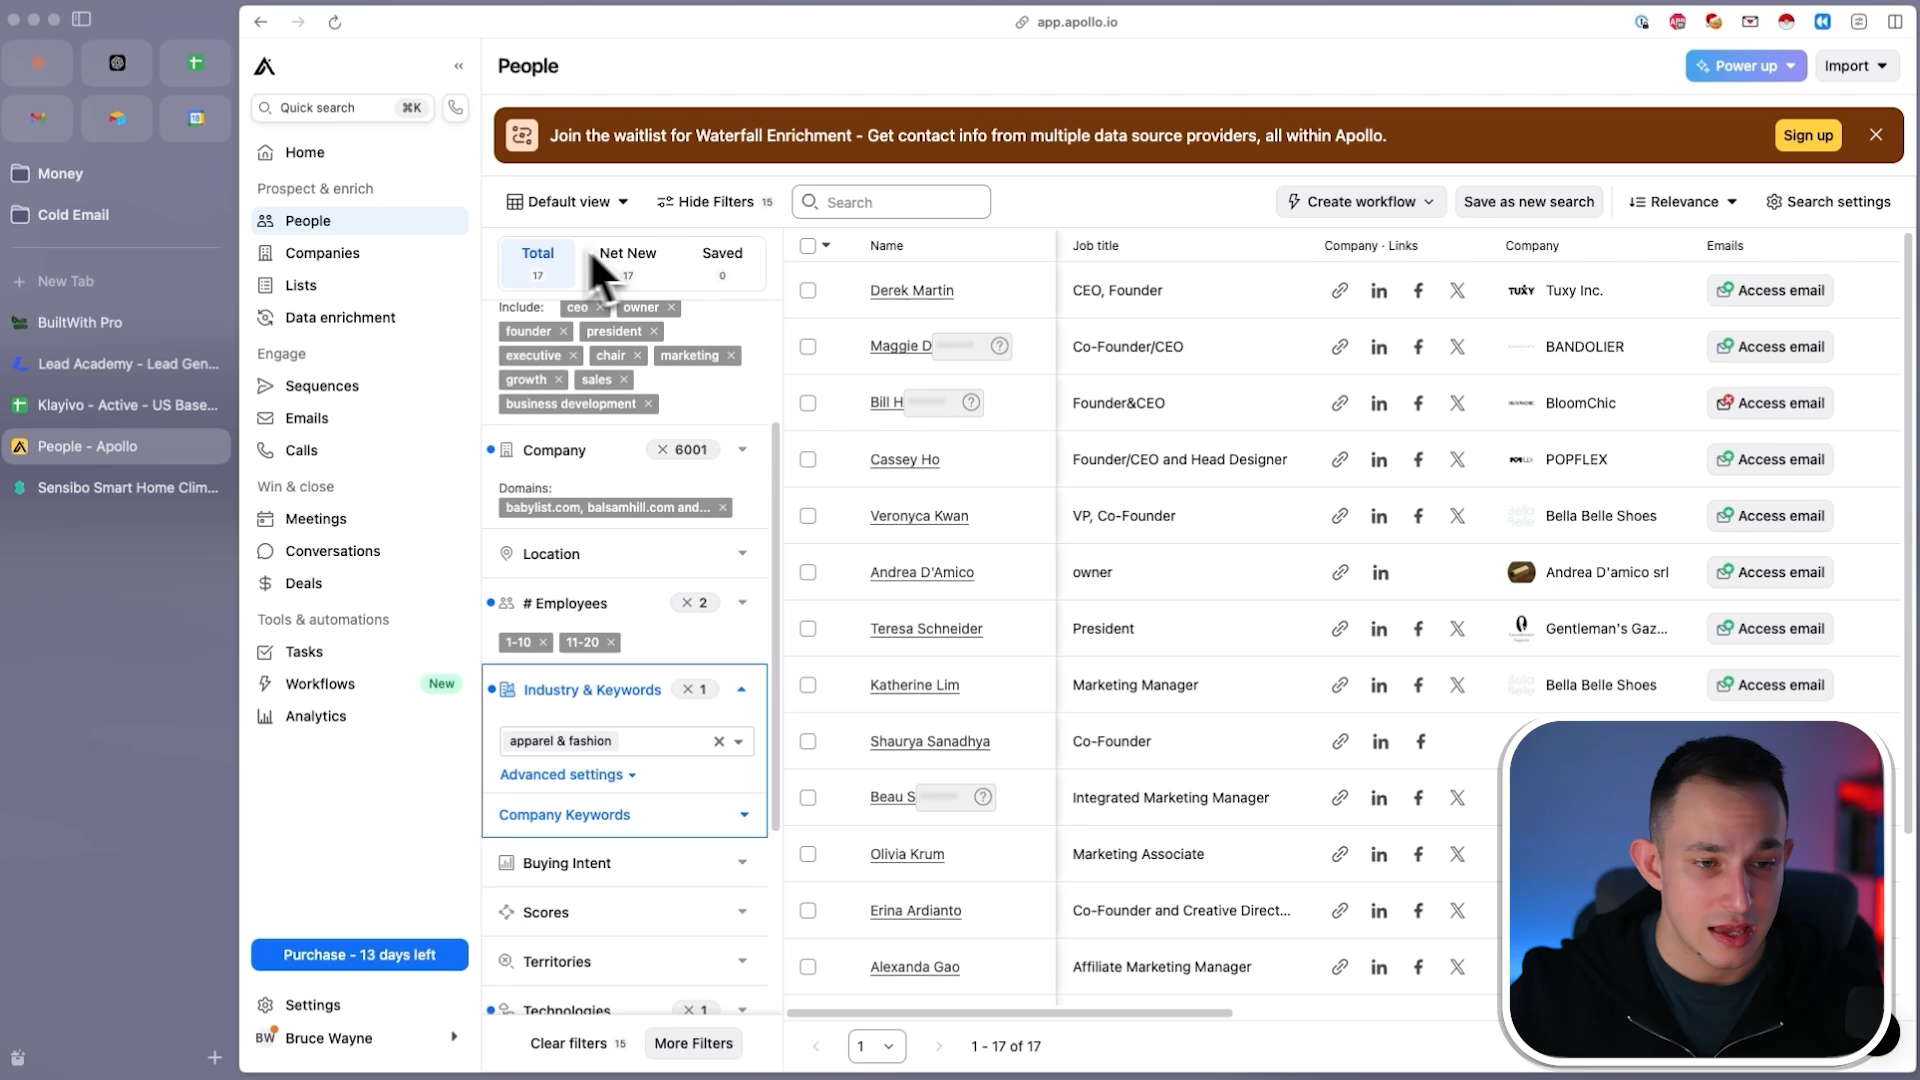 app.apollo.io
Money
Cold Email
New Tab
BuiltWith Pro
Lead Academy - Lead Gen...
Klayivo - Active - US Base...
People - Apollo
Sensibo Smart Home Clim...
Quick search ⌘K
Home
Prospect & enrich
People
Companies
Lists
Data enrichment
Engage
Sequences
Emails
Calls
Win & close
Meetings
Conversations
Deals
Tools & automations
Tasks
Workflows New
Analytics
Purchase - 13 days left
Settings
BW Bruce Wayne
People
Power up
Import
Join the waitlist for Waterfall Enrichment - Get contact info from multiple data source providers, all within Apollo.
Sign up
Default view
Hide Filters 15
Search
Create workflow
Save as new search
Relevance
Search settings
Total 17
Net New 17
Saved 0
Include: ceo owner
founder president
executive chair marketing
growth sales
business development
Company 6001
Domains:
babylist.com, balsamhill.com and...
Location
# Employees 2
1-10 11-20
Industry & Keywords 1
apparel & fashion
Advanced settings
Company Keywords
Buying Intent
Scores
Territories
Technologies 1
Clear filters 15
More Filters
Name Job title Company · Links Company Emails
Derek Martin CEO, Founder TUXY Tuxy Inc. Access email
Maggie D Co-Founder/CEO BANDOLIER Access email
Bill H Founder&CEO BloomChic Access email
Cassey Ho Founder/CEO and Head Designer POPFLEX Access email
Veronyca Kwan VP, Co-Founder Bella Belle Shoes Access email
Andrea D'Amico owner Andrea D'amico srl Access email
Teresa Schneider President Gentleman's Gaz... Access email
Katherine Lim Marketing Manager Bella Belle Shoes Access email
Shaurya Sanadhya Co-Founder
Beau S Integrated Marketing Manager
Olivia Krum Marketing Associate
Erina Ardianto Co-Founder and Creative Direct...
Alexanda Gao Affiliate Marketing Manager
1
1 - 17 of 17